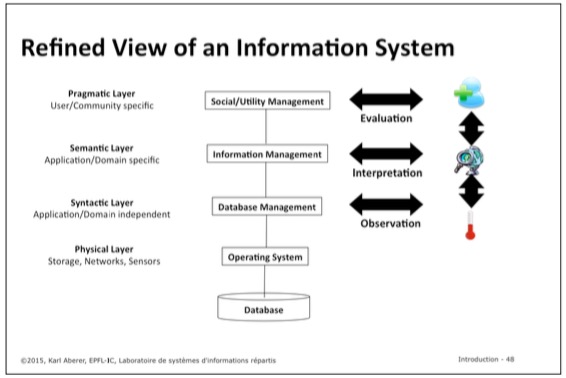 Refined View of an Information System
Pragmatic Layer
User/Community specific
Social/Utility Management
Evaluation
Semantic Layer
Application/Domain specific
Information Management
Interpretation
Syntactic Layer
Application/Domain independent
Database Management
Observation
Physical Layer
Storage, Networks, Sensors
Operating System
Database
©2015, Karl Aberer, EPFL-IC, Laboratoire de systèmes d'informations répartis
Introduction - 48